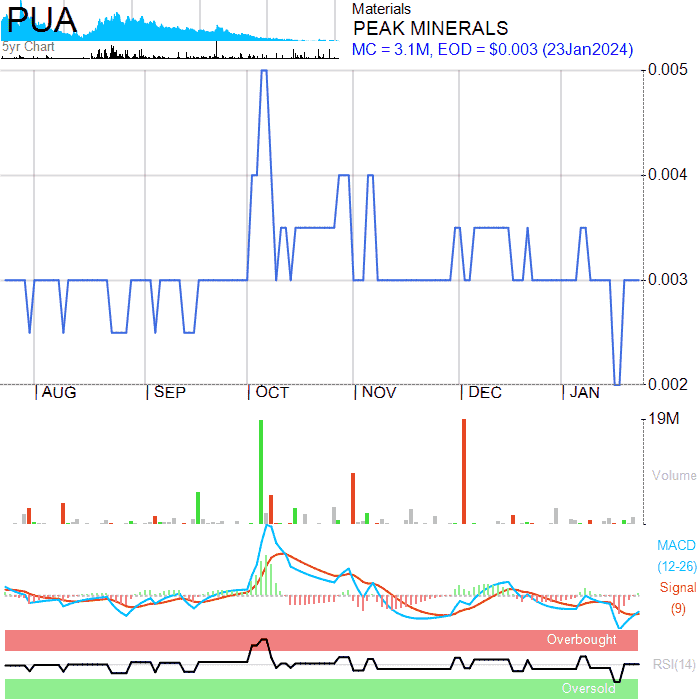 PUA
5yr Chart
Materials
PEAK MINERALS
MC = 3.1M, EOD = $0.003 (23Jan2024)
0.005
0.004
0.003
0.002
AUG SEP OCT NOV DEC JAN
19M
Volume
MACD
(12-26)
Signal
(9)
Overbought
RSI(14)
Oversold